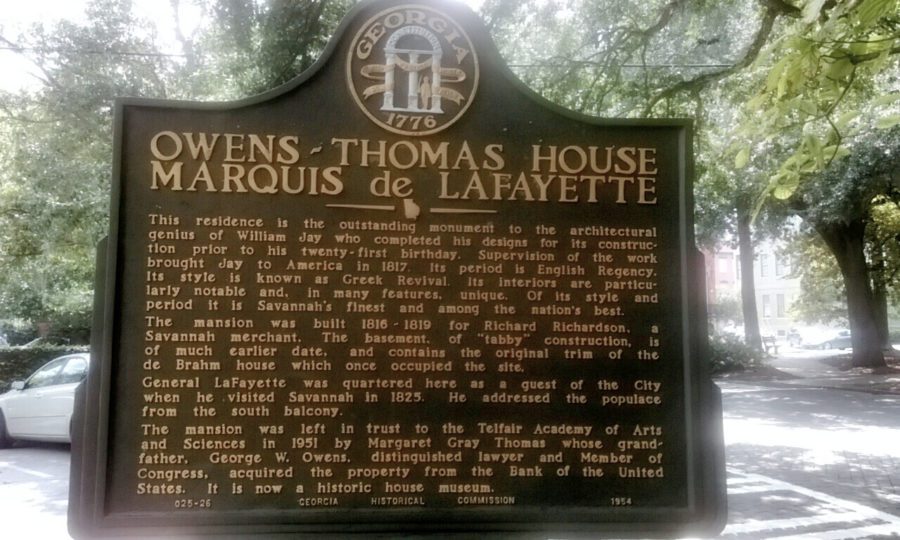 GEORGIA
1776
OWENS-THOMAS HOUSE
MARQUIS de LAFAYETTE
This residence is the outstanding monument to the architectural
genius of William Jay who completed his designs for its construc-
tion prior to his twenty-first birthday. Supervision of the work
brought Jay to America in 1817. Its period is English Regency.
Its style is known as Greek Revival. Its interiors are particu-
larly notable and, in many features, unique. Of its style and
period it is Savannah's finest and among the nation's best.
The mansion was built 1816-1819 for Richard Richardson, a
Savannah merchant. The basement, of "tabby" construction, is
of much earlier date, and contains the original trim of the
de Brahm house which once occupied the site.
General LaFayette was quartered here as a guest of the City
when he visited Savannah in 1825. He addressed the populace
from the south balcony.
The mansion was left in trust to the Telfair Academy of Arts
and Sciences in 1951 by Margaret Gray Thomas whose grand-
father, George W. Owens, distinguished lawyer and Member of
Congress, acquired the property from the Bank of the United
States. It is now a historic house museum.
025-26 GEORGIA HISTORICAL COMMISSION 1954